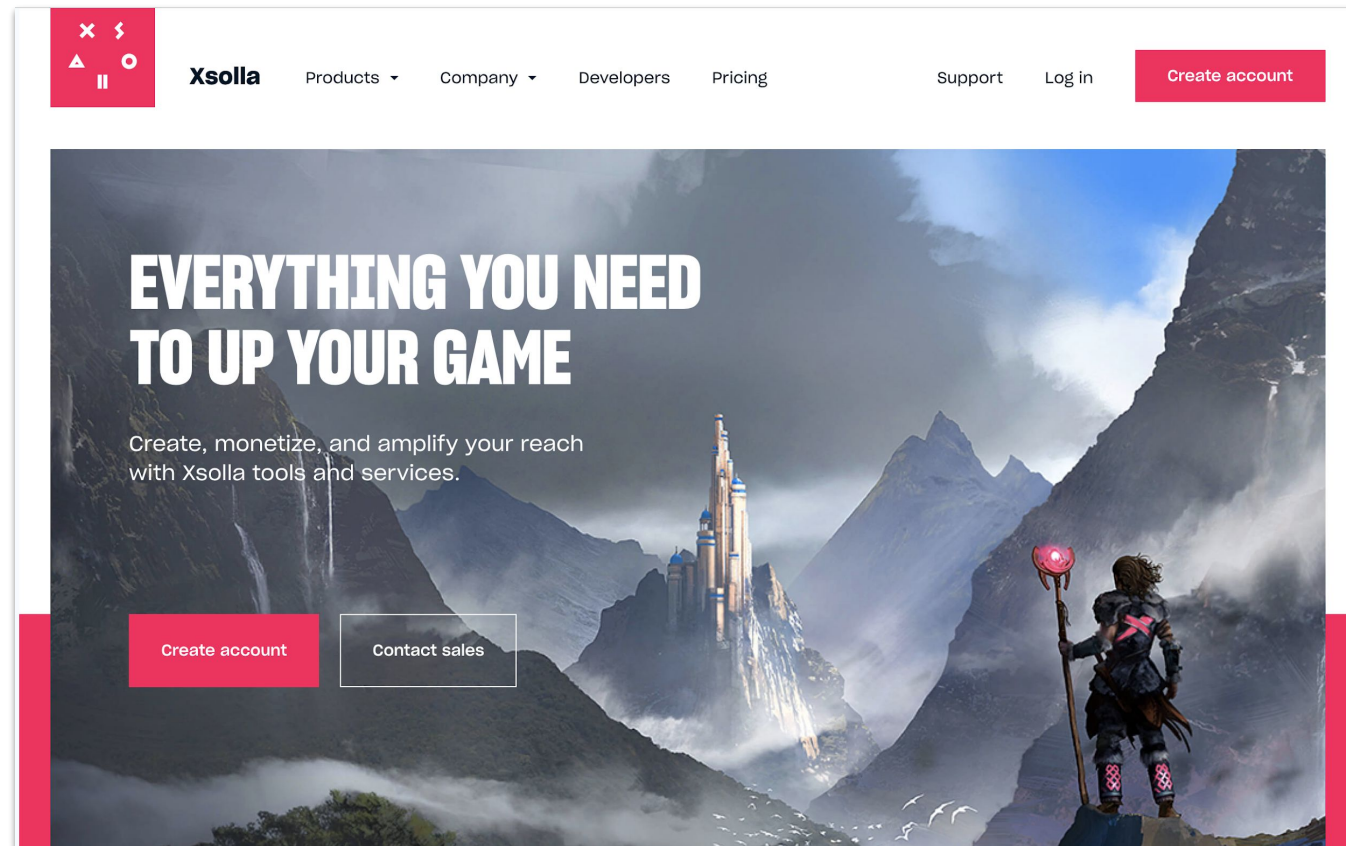 X S
A O
ll
Xsolla
Products
Company
Developers
Pricing
Support
Log in
Create account
EVERYTHING YOU NEED
TO UP YOUR GAME
Create, monetize, and amplify your reach
with Xsolla tools and services.
Create account
Contact sales